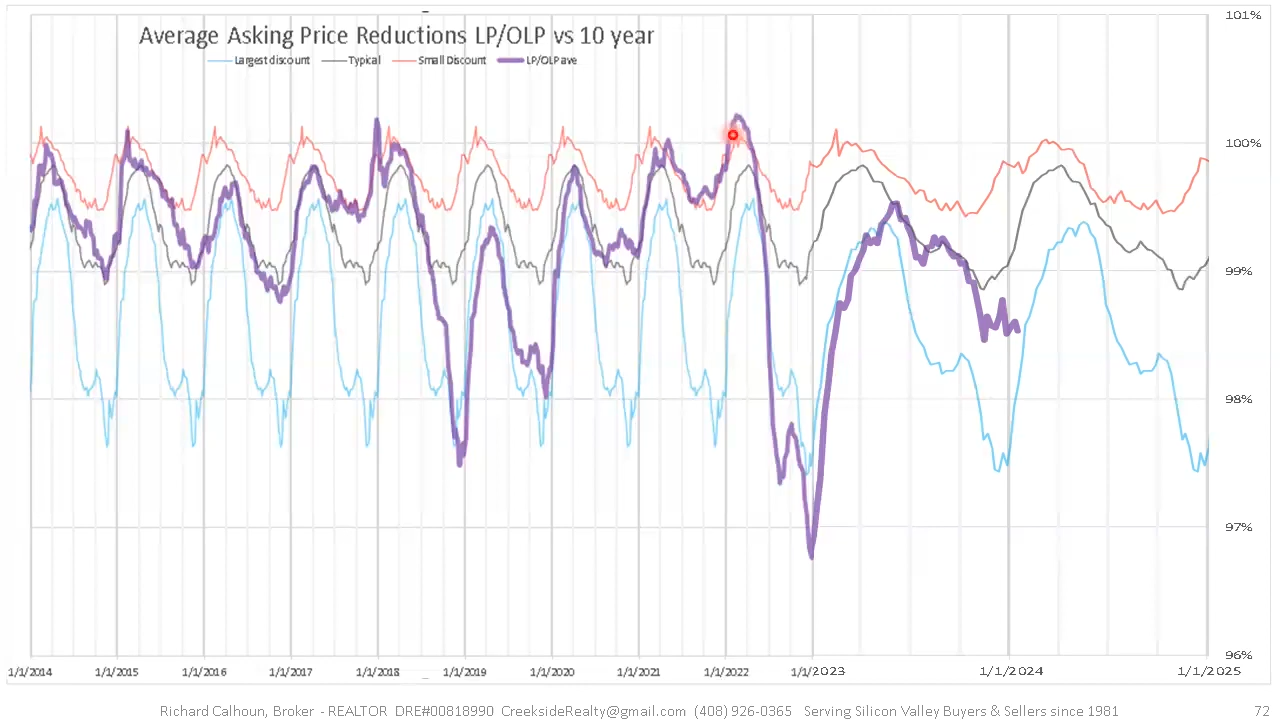 Average Asking Price Reductions LP/OLP vs 10 year
Largest discount Typical Small Discount LP/OLP ave
101%
100%
99%
98%
97%
96%
1/1/2014 1/1/2015 1/1/2016 1/1/2017 1/1/2018 1/1/2019 1/1/2020 1/1/2021 1/1/2022 1/1/2023 1/1/2024 1/1/2025
Richard Calhoun, Broker - REALTOR DRE#00818990 CreeksideRealty@gmail.com (408) 926-0365 Serving Silicon Valley Buyers & Sellers since 1981 72